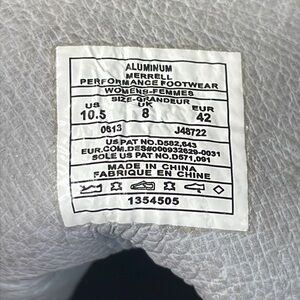 ALUMINUM
MERRELL
PERFORMANCE FOOTWEAR
WOMENS-FEMMES
SIZE-GRANDEUR
US UK EUR
10.5 8 42
0613 J48722
US PAT NO.D582,643
EUR.COM.DES#000932629-0031
SOLE US PAT NO.D571,091
MADE IN CHINA
FABRIQUE EN CHINE
1354505